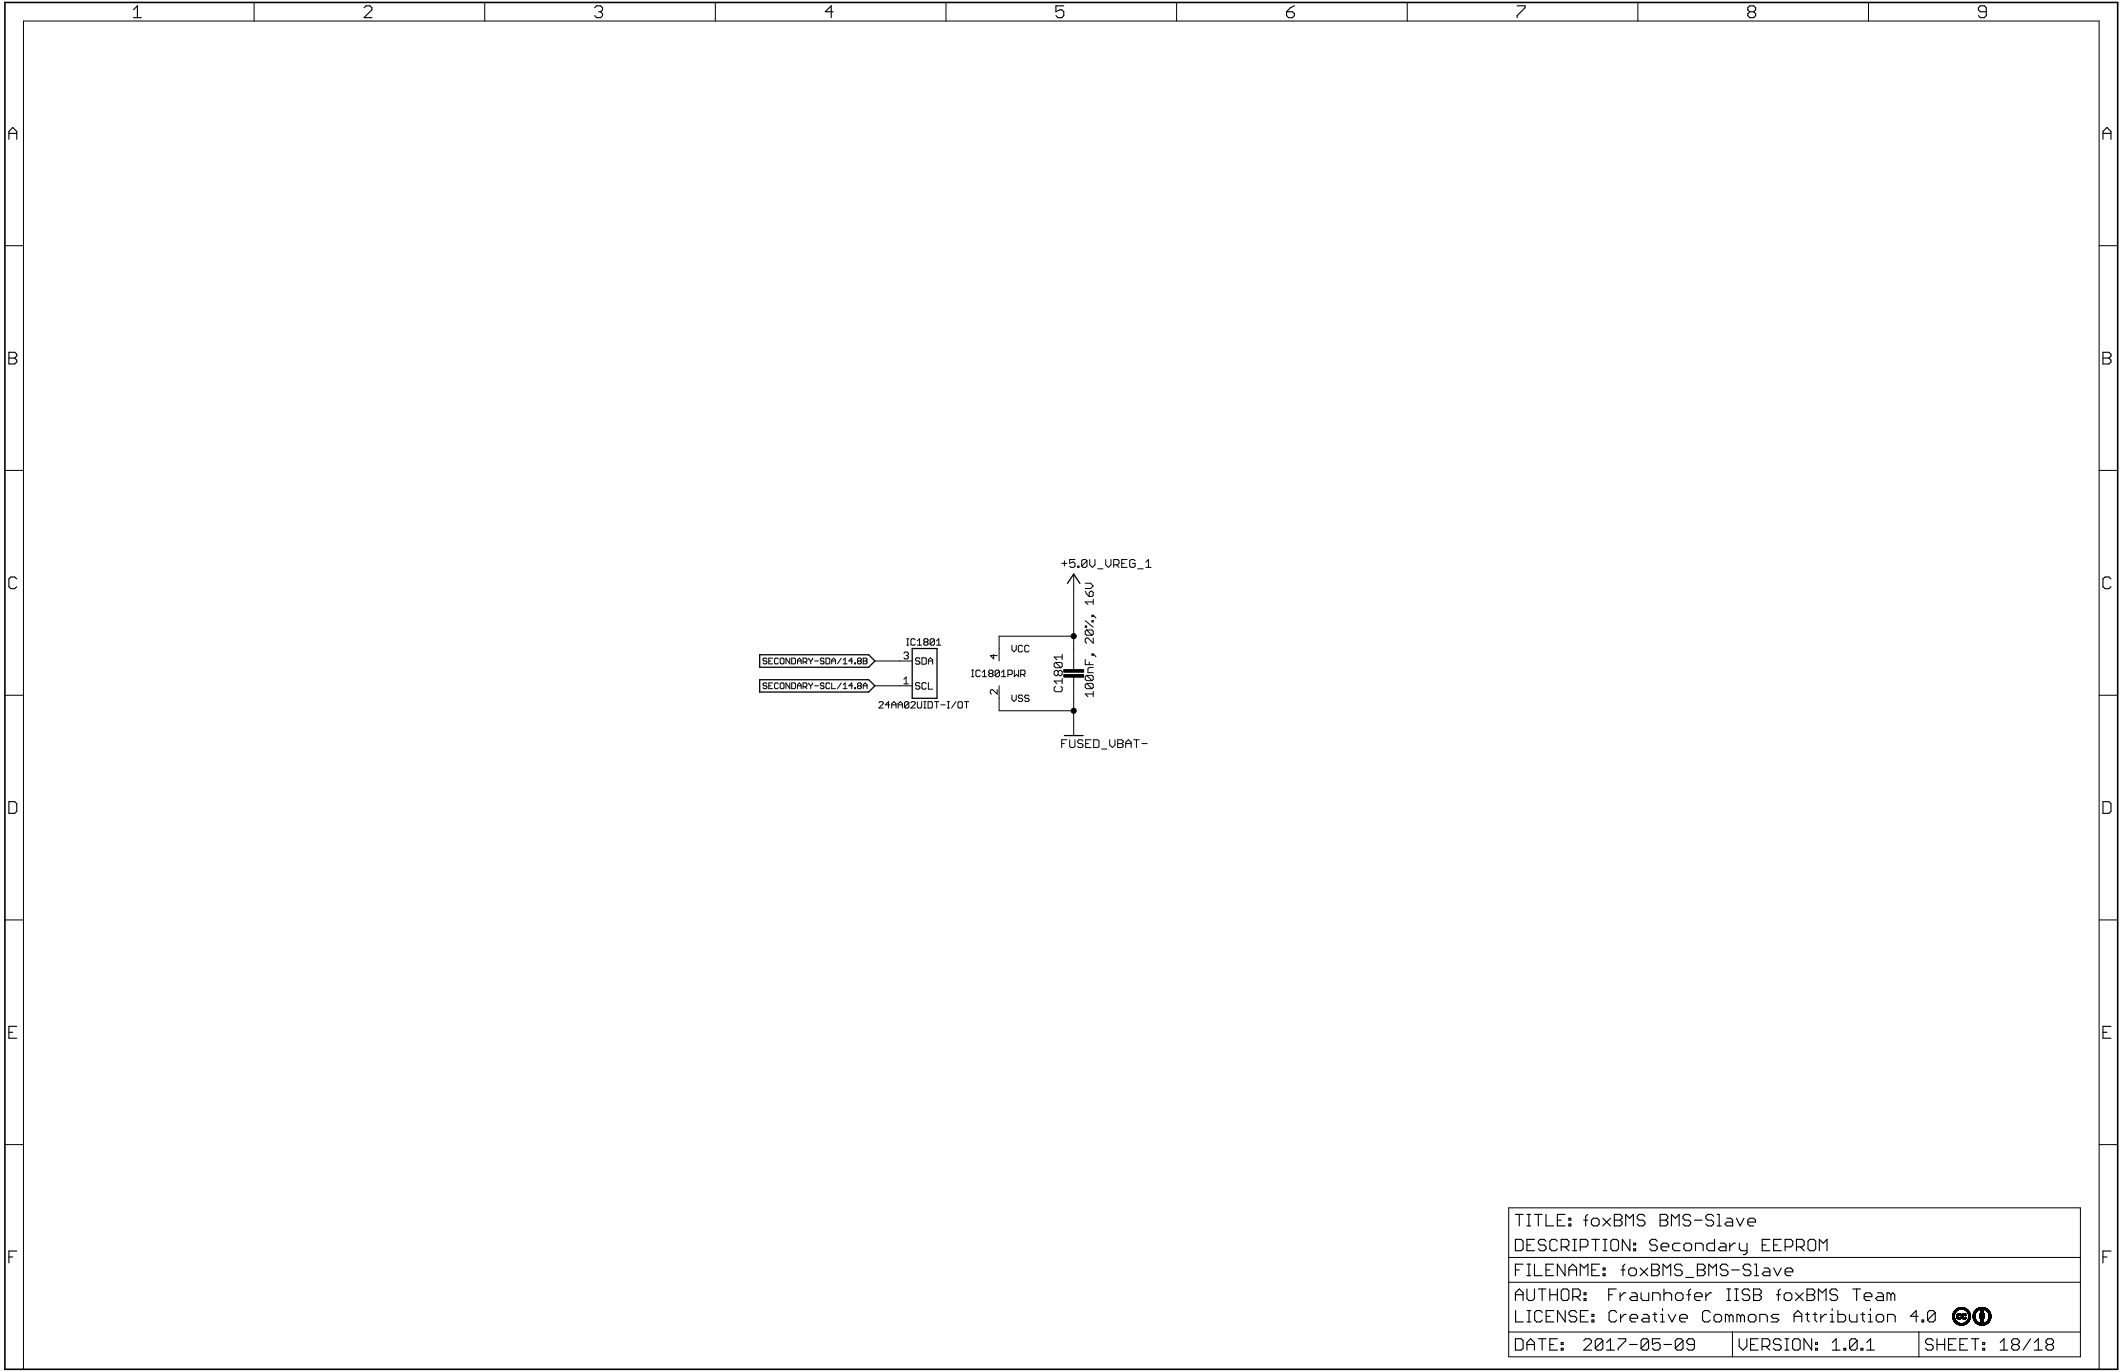 1 2 3 4 5 6 7 8 9
A A
B B
C C
D D
E E
F F
+5.0V_VREG_1
100nF, 20%, 16V
C1801
IC1801
SECONDARY-SDA/14.8B 3 SDA
SECONDARY-SCL/14.8A 1 SCL
24AA02UIDT-I/OT
4 VCC
IC1801PWR
2 VSS
FUSED_VBAT-
TITLE: foxBMS BMS-Slave
DESCRIPTION: Secondary EEPROM
FILENAME: foxBMS_BMS-Slave
AUTHOR: Fraunhofer IISB foxBMS Team
LICENSE: Creative Commons Attribution 4.0 cc
DATE: 2017-05-09 VERSION: 1.0.1 SHEET: 18/18